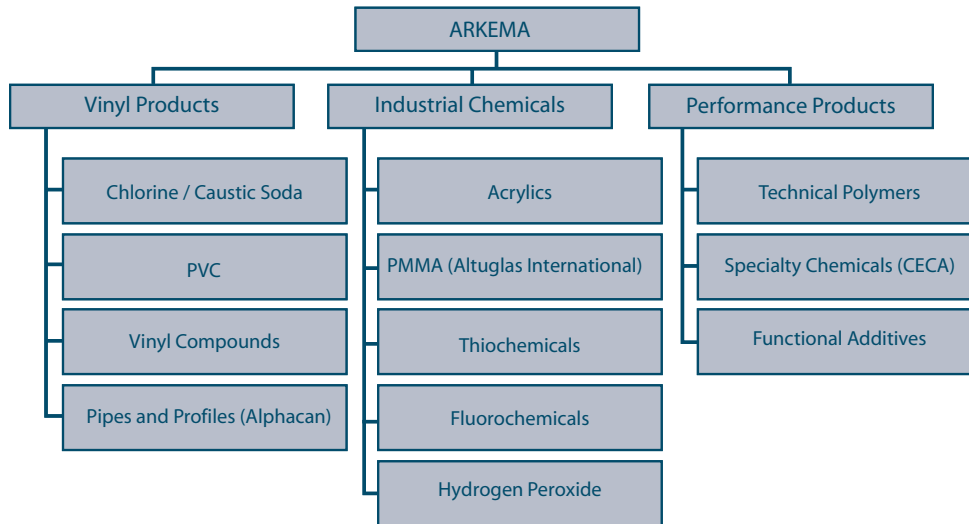 ARKEMA
Vinyl Products
Chlorine / Caustic Soda
PVC
Vinyl Compounds
Pipes and Profiles (Alphacan)
Industrial Chemicals
Acrylics
PMMA (Altuglas International)
Thiochemicals
Fluorochemicals
Hydrogen Peroxide
Performance Products
Technical Polymers
Specialty Chemicals (CECA)
Functional Additives